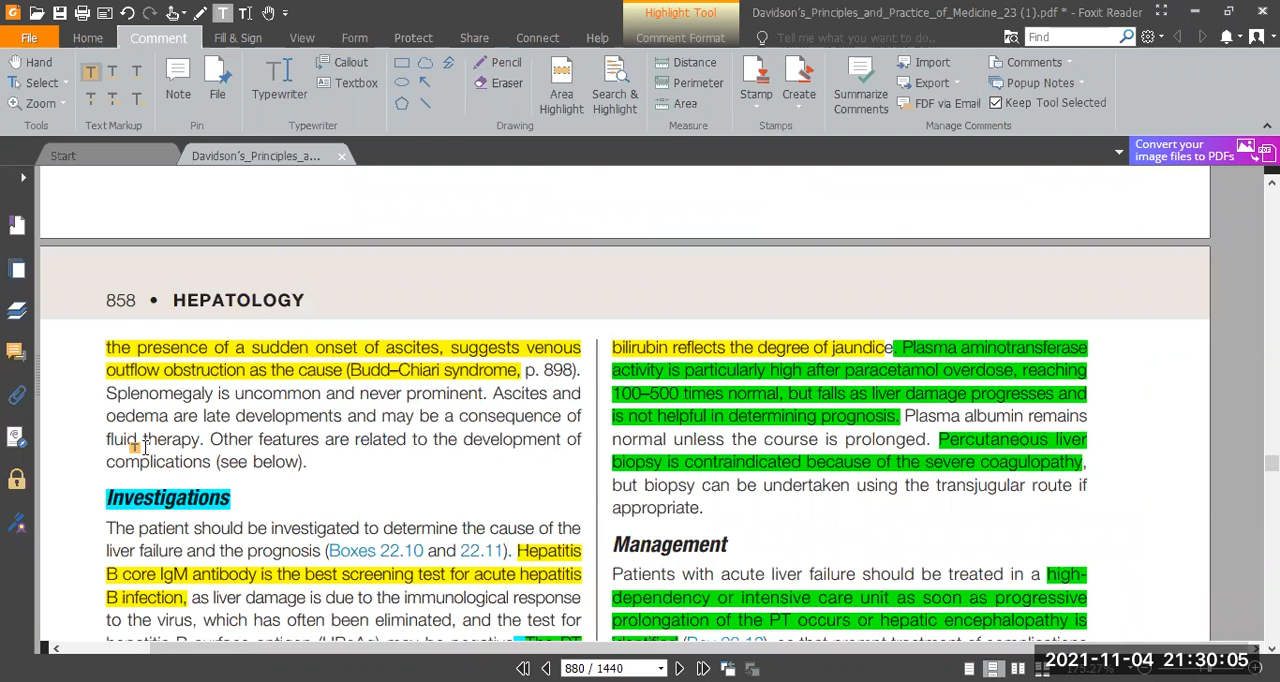 Highlight Tool
Davidson's_Principles_and_Practice_of_Medicine_23 (1).pdf * - Foxit Reader
File Home Comment Fill & Sign View Form Protect Share Connect Help Comment Format
Tell me what you want to do..
Find
Hand
Select
Zoom
Tools
Text Markup
Note
File
Pin
Typewriter
Callout
Textbox
Typewriter
Pencil
Eraser
Drawing
Area Highlight
Search & Highlight
Distance
Perimeter
Area
Measure
Stamp
Create
Stamps
Summarize Comments
Import
Export
FDF via Email
Comments
Popup Notes
Keep Tool Selected
Manage Comments
Start
Davidson's_Principles_a...
Convert your
image files to PDFs
858 • HEPATOLOGY
the presence of a sudden onset of ascites, suggests venous
outflow obstruction as the cause (Budd–Chiari syndrome, p. 898).
Splenomegaly is uncommon and never prominent. Ascites and
oedema are late developments and may be a consequence of
fluid therapy. Other features are related to the development of
complications (see below).
Investigations
The patient should be investigated to determine the cause of the
liver failure and the prognosis (Boxes 22.10 and 22.11). Hepatitis
B core IgM antibody is the best screening test for acute hepatitis
B infection, as liver damage is due to the immunological response
to the virus, which has often been eliminated, and the test for
hepatitis B surface antigen (HBsAg) may be negative. The PT
bilirubin reflects the degree of jaundice. Plasma aminotransferase
activity is particularly high after paracetamol overdose, reaching
100–500 times normal, but falls as liver damage progresses and
is not helpful in determining prognosis. Plasma albumin remains
normal unless the course is prolonged. Percutaneous liver
biopsy is contraindicated because of the severe coagulopathy,
but biopsy can be undertaken using the transjugular route if
appropriate.
Management
Patients with acute liver failure should be treated in a high-
dependency or intensive care unit as soon as progressive
prolongation of the PT occurs or hepatic encephalopathy is
identified
880 / 1440
2021-11-04 21:30:05